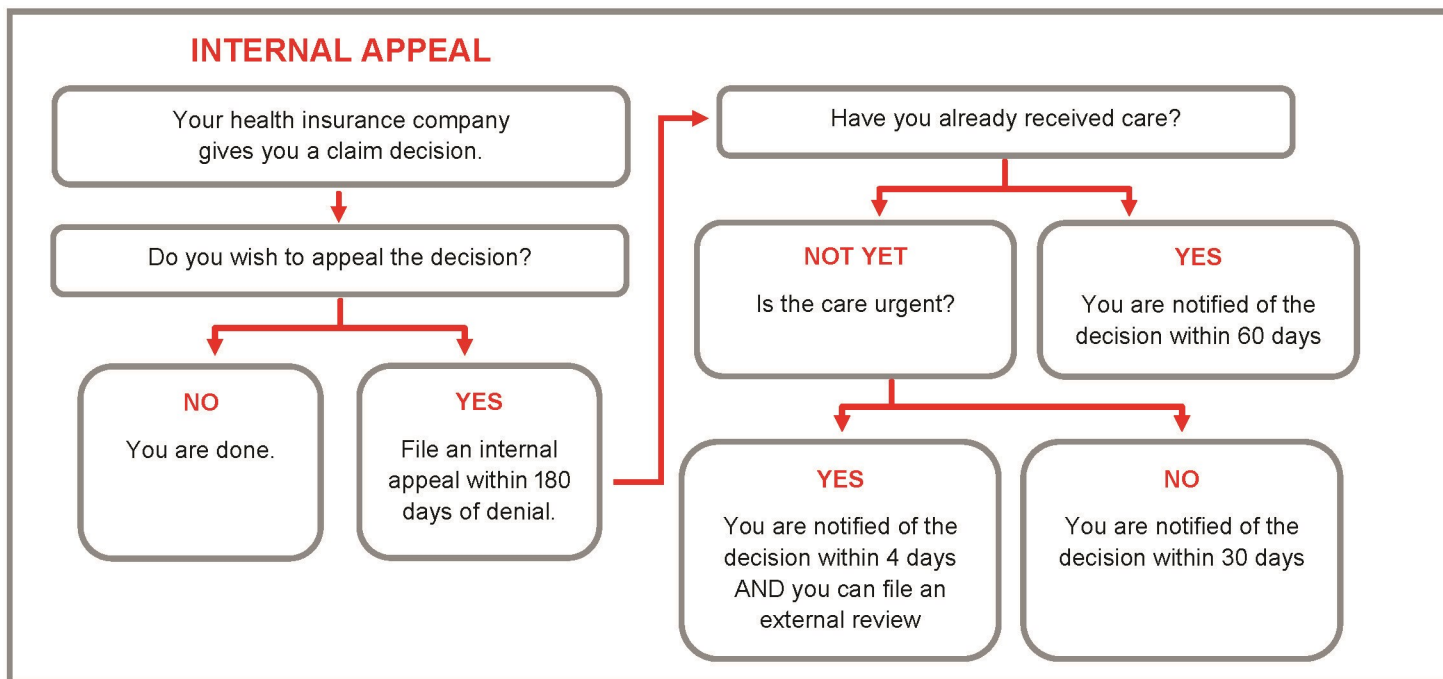 INTERNAL APPEAL
Your health insurance company
gives you a claim decision.
Do you wish to appeal the decision?
NO
You are done.
YES
File an internal
appeal within 180
days of denial.
Have you already received care?
NOT YET
Is the care urgent?
YES
You are notified of the
decision within 60 days
YES
You are notified of the
decision within 4 days
AND you can file an
external review
NO
You are notified of the
decision within 30 days